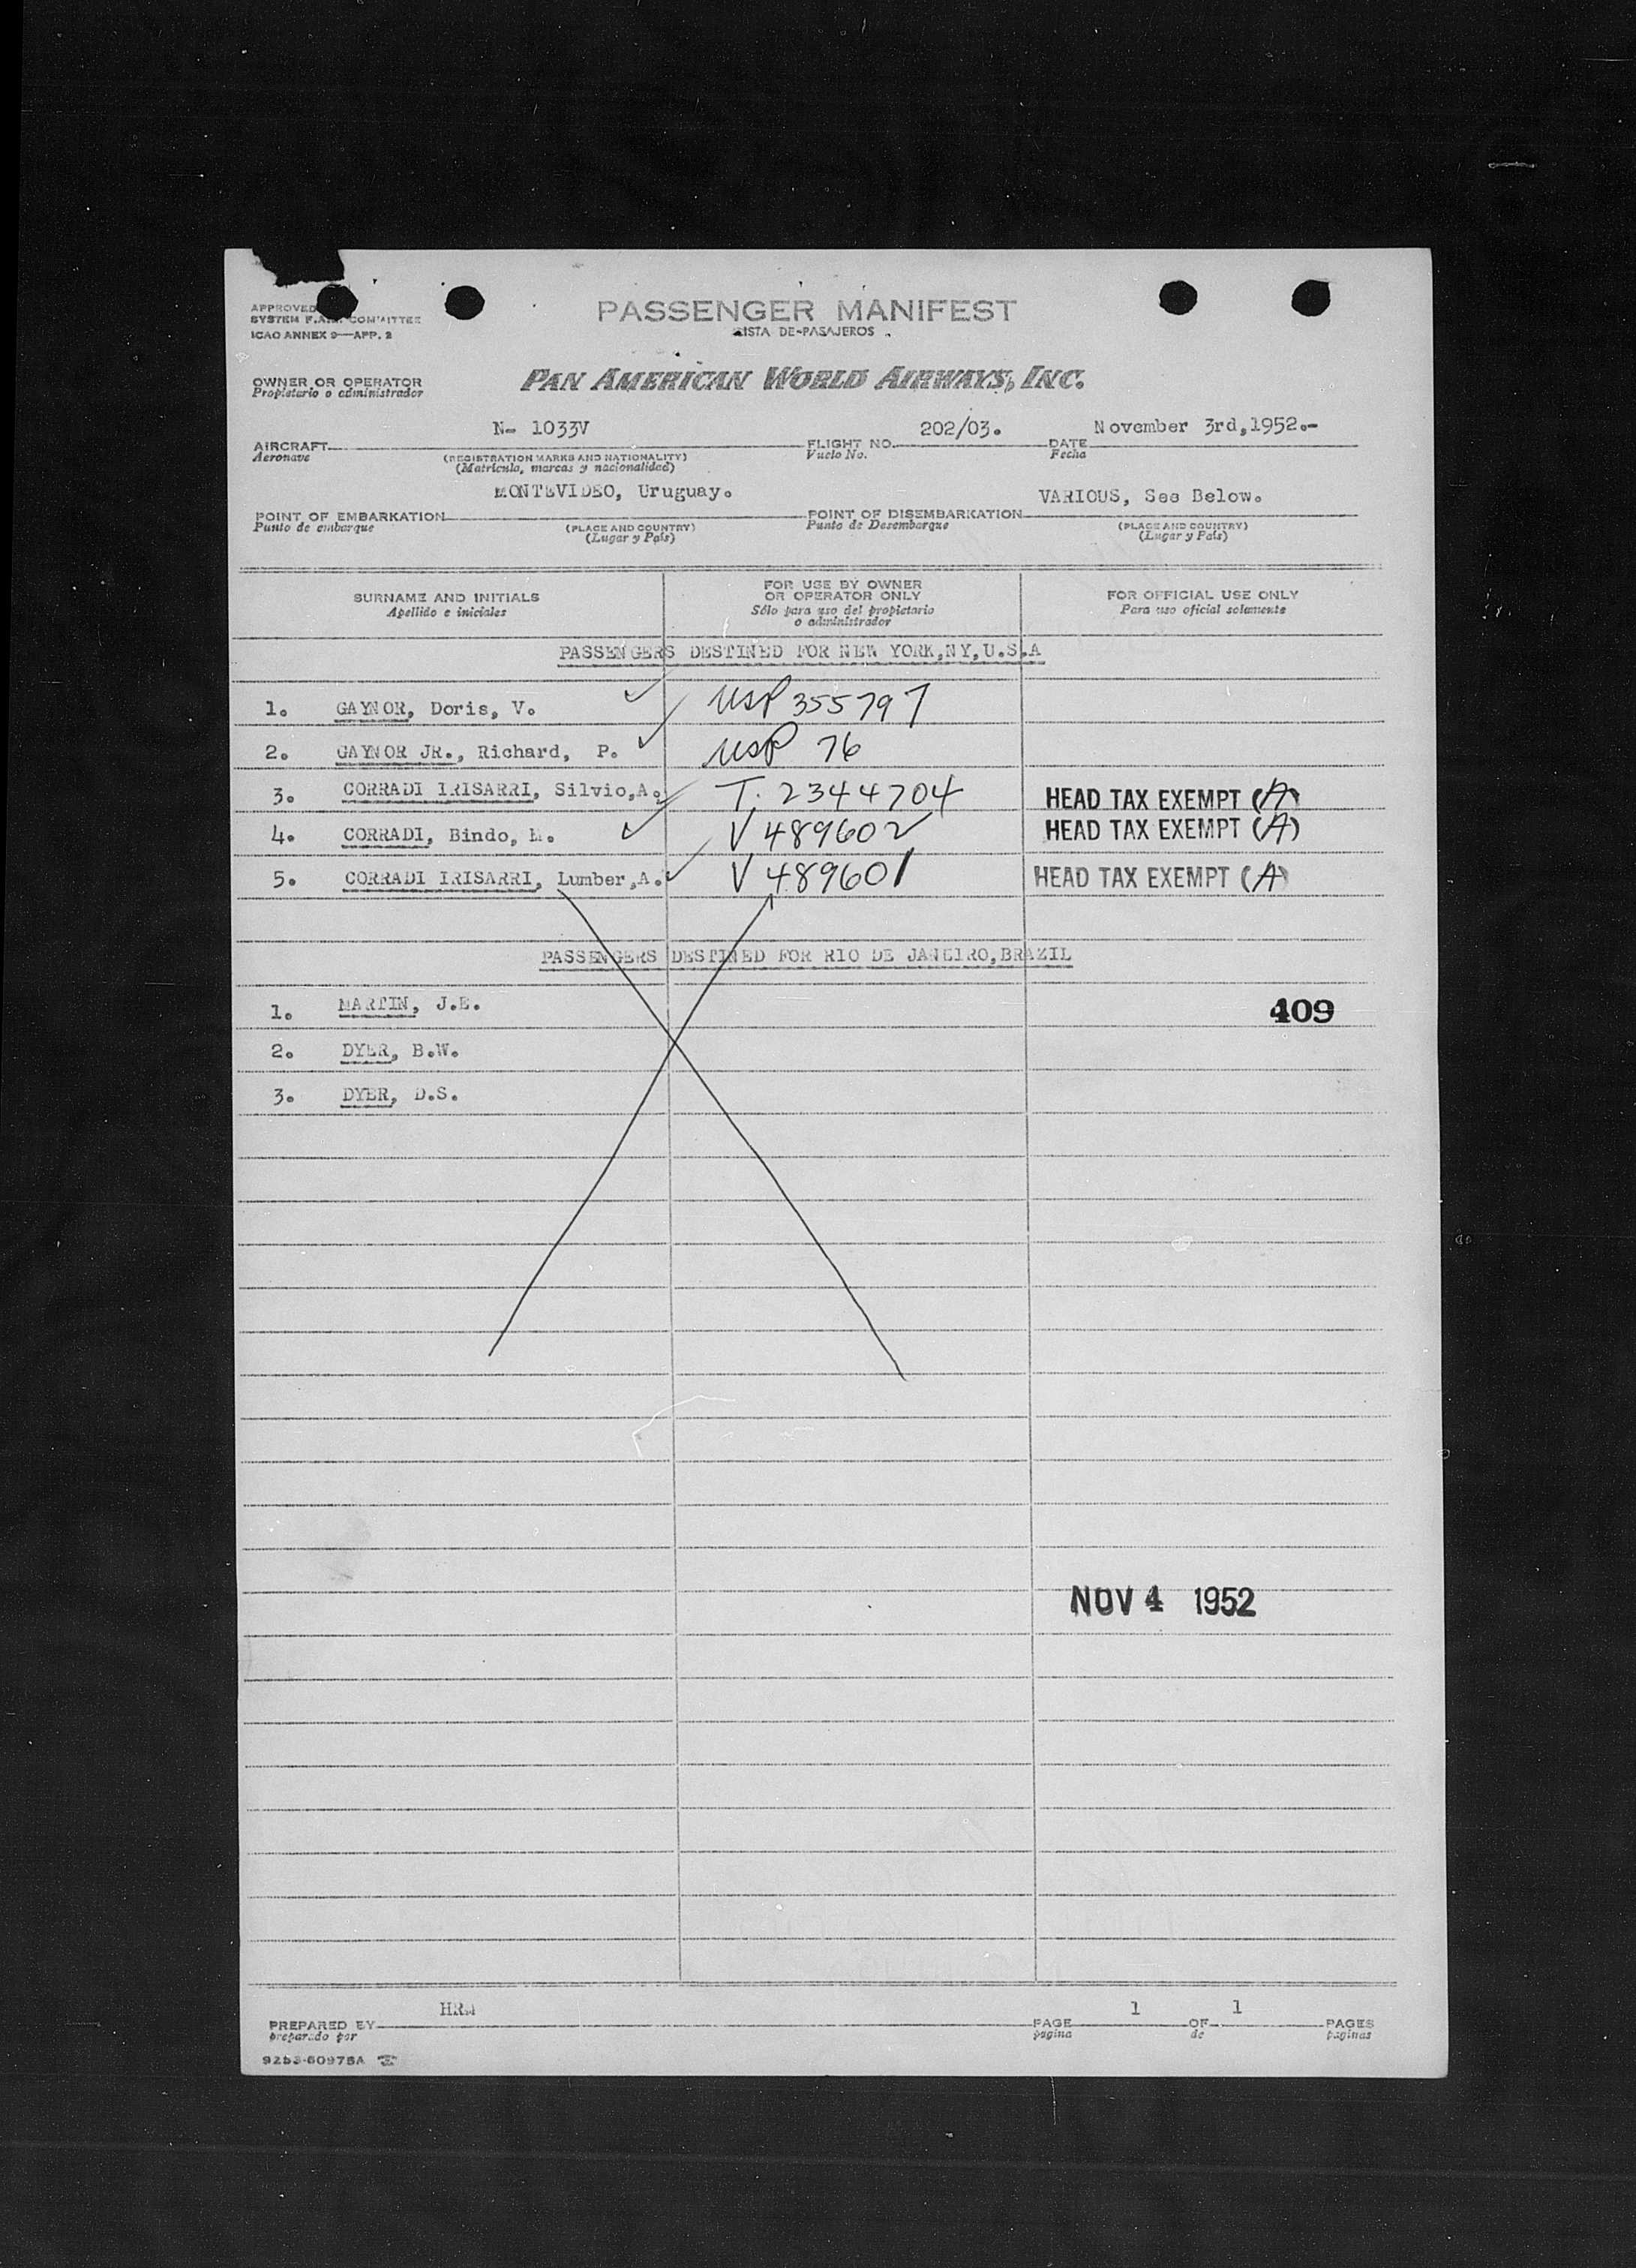 APPROVED
SYSTEM F.A.L. COMMITTEE
ICAO ANNEX 9—APP. 2
PASSENGER MANIFEST
LISTA DE PASAJEROS
OWNER OR OPERATOR
Propietario o administrador
PAN AMERICAN WORLD AIRWAYS, INC.
N- 1033V 202/03. November 3rd,1952.-
AIRCRAFT FLIGHT NO. DATE
Aeronave (REGISTRATION MARKS AND NATIONALITY) Vuelo No. Fecha
(Matricula, marcas y nacionalidad)
MONTEVIDEO, Uruguay. VARIOUS, See Below.
POINT OF EMBARKATION POINT OF DISEMBARKATION
Punto de embarque (PLACE AND COUNTRY) Punto de Desembarque (PLACE AND COUNTRY)
(Lugar y País) (Lugar y País)
SURNAME AND INITIALS
Apellido e iniciales
FOR USE BY OWNER
OR OPERATOR ONLY
Sólo para uso del propietario
o administrador
FOR OFFICIAL USE ONLY
Para uso oficial solamente
PASSENGERS DESTINED FOR NEW YORK,NY,U.S.A
1. GAYNOR, Doris, V. USP 355797
2. GAYNOR JR., Richard, P. USP 76
3. CORRADI IRISARRI, Silvio,A. T. 2344704 HEAD TAX EXEMPT (A)
4. CORRADI, Bindo, M. V 489602 HEAD TAX EXEMPT (A)
5. CORRADI IRISARRI, Lumber,A. V 489601 HEAD TAX EXEMPT (A)
PASSENGERS DESTINED FOR RIO DE JANEIRO,BRAZIL
1. MARTIN, J.E. 409
2. DYER, B.W.
3. DYER, D.S.
NOV 4 1952
HRM 1 1
PREPARED BY PAGE OF PAGES
preparado por pagina de paginas